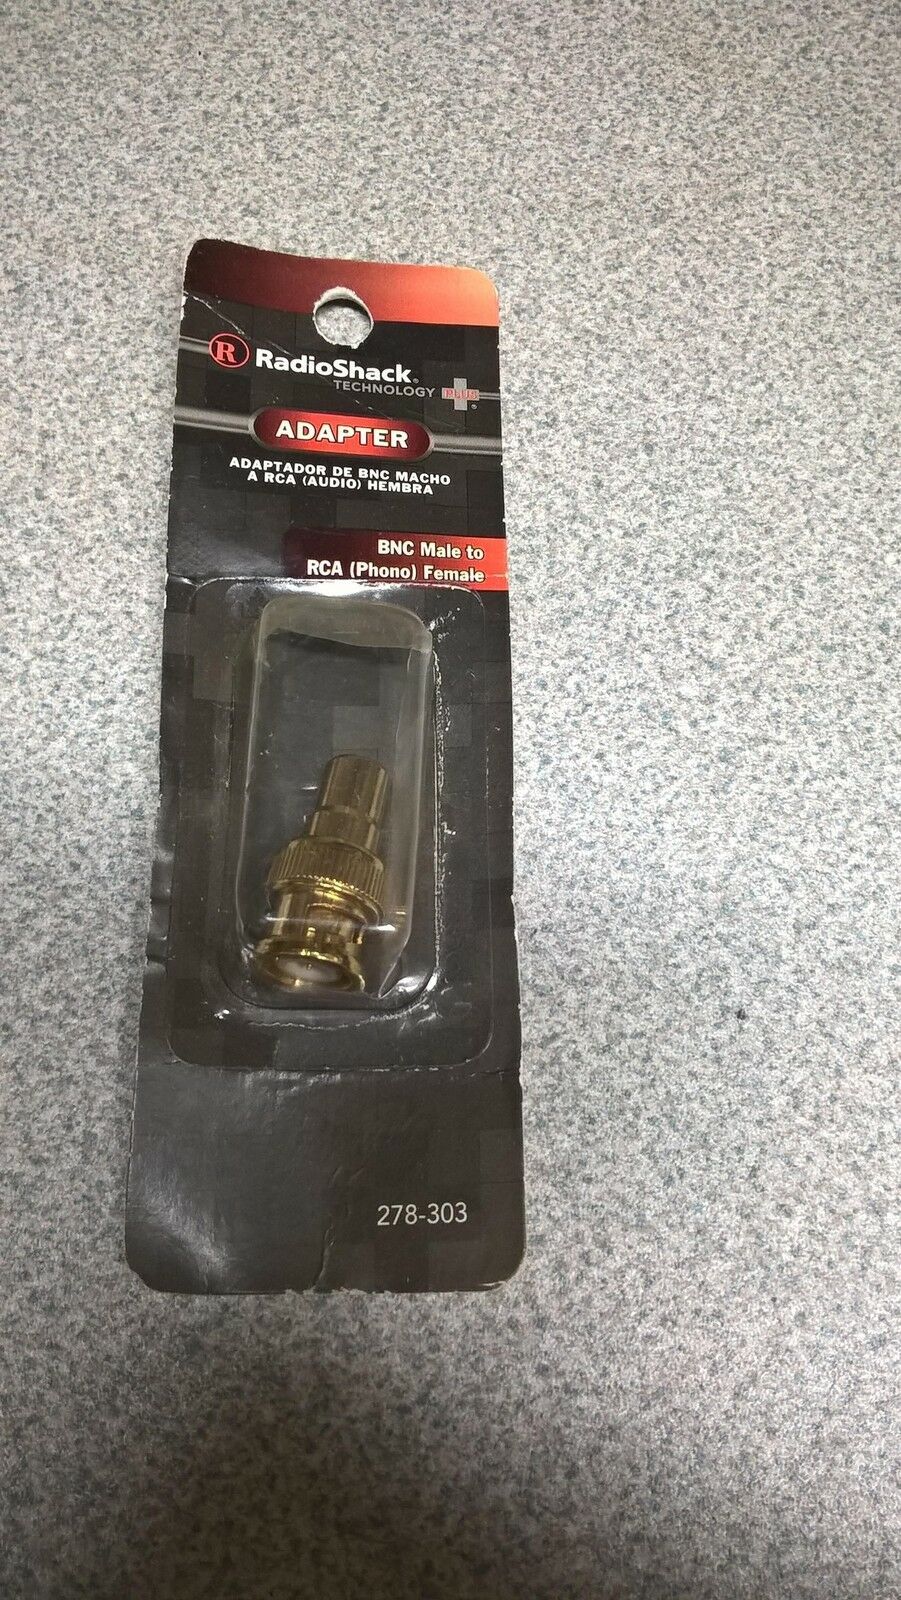 R RadioShack®
TECHNOLOGY PLUS®
ADAPTER
ADAPTADOR DE BNC MACHO
A RCA (AUDIO) HEMBRA
BNC Male to
RCA (Phono) Female
278-303